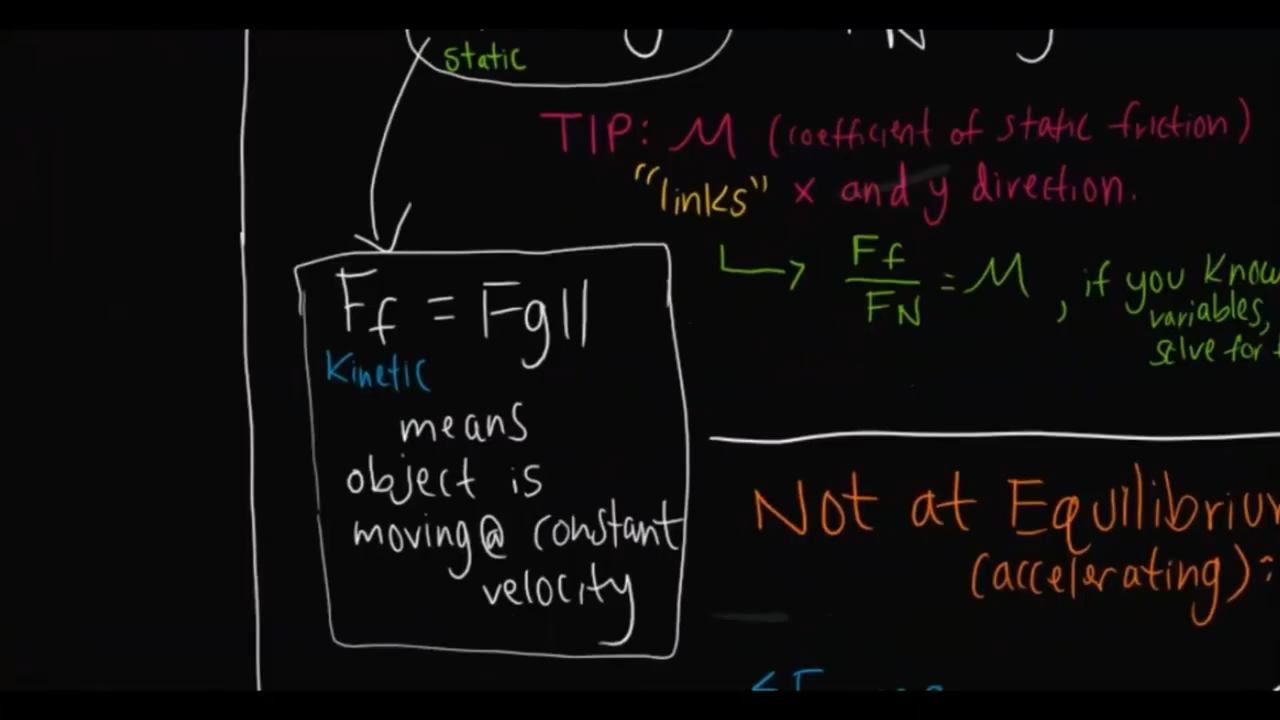 static
TIP: M (coefficient of static friction)
"links" x and y direction.
Ff/FN = M, if you know
variables,
solve for
Ff = Fg||
Kinetic
means
object is
moving@ constant
velocity
Not at Equilibriu
(accelerating):